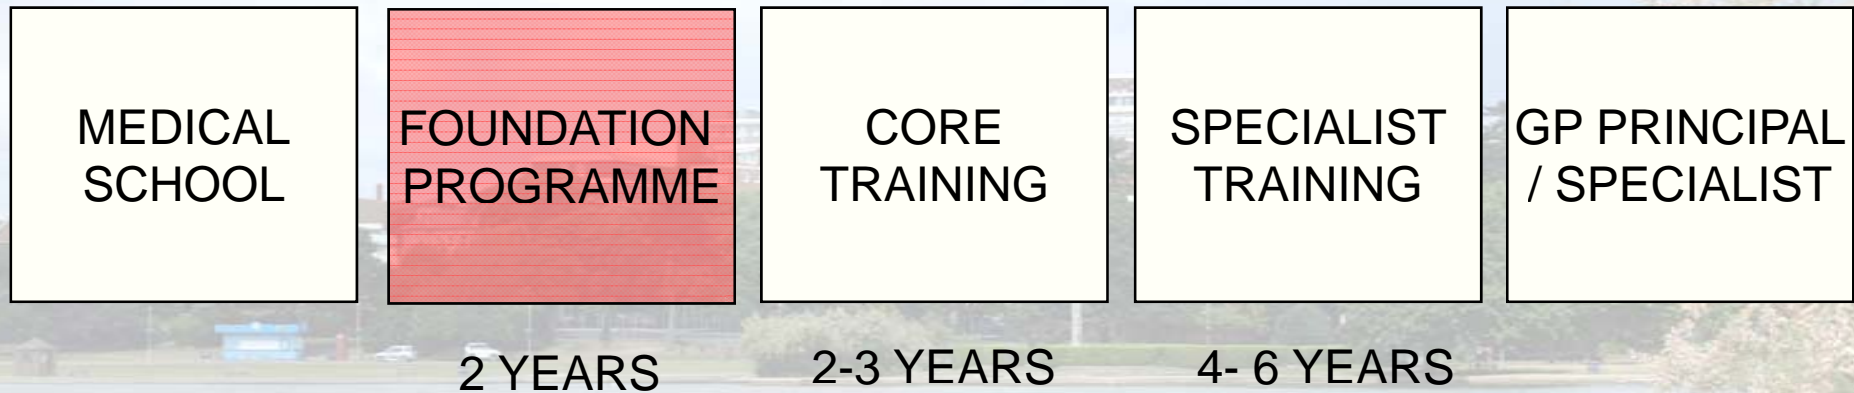 MEDICAL
SCHOOL
FOUNDATION
PROGRAMME
CORE
TRAINING
SPECIALIST
TRAINING
GP PRINCIPAL
/ SPECIALIST
2 YEARS
2-3 YEARS
4- 6 YEARS